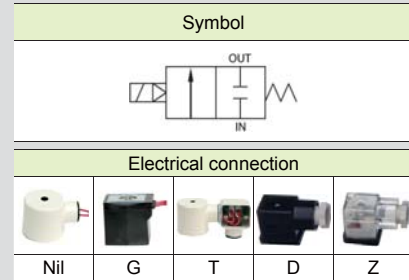 Symbol
OUT
IN
Electrical connection
Nil G T D Z